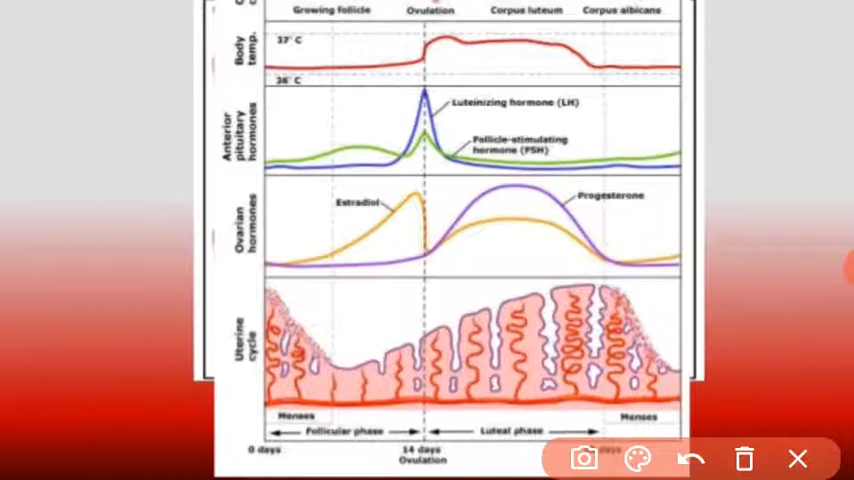 Growing follicle Ovulation Corpus luteum Corpus albicans
Body temp.
37° C
36° C
Anterior pituitary hormones
Luteinizing hormone (LH)
Follicle-stimulating
hormone (FSH)
Ovarian hormones
Estradiol
Progesterone
Uterine cycle
Menses
Menses
Follicular phase
Luteal phase
0 days
14 days
Ovulation